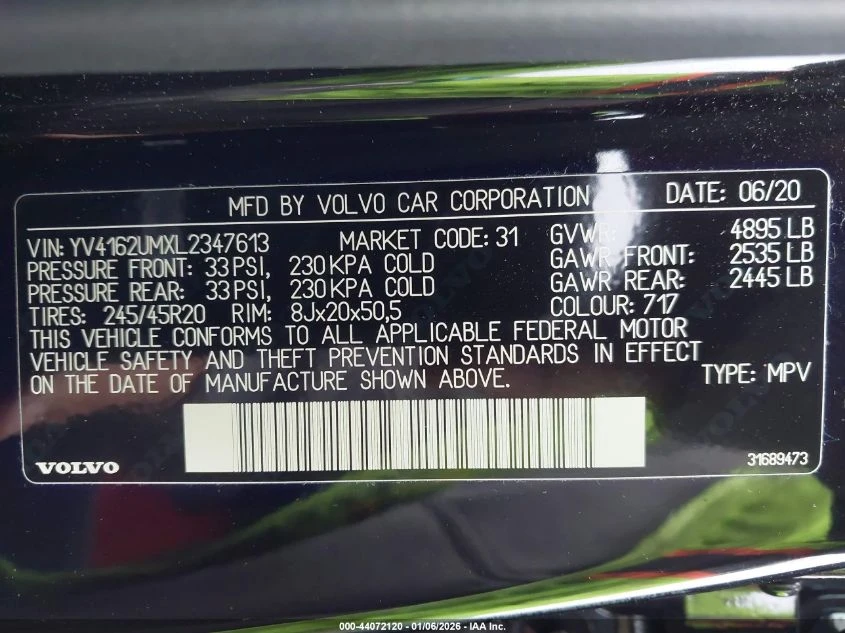 MFD BY VOLVO CAR CORPORATION DATE: 06/20
VIN: YV4162UMXL2347613 MARKET CODE: 31 GVWR: 4895 LB
PRESSURE FRONT: 33 PSI, 230 KPA COLD GAWR FRONT: 2535 LB
PRESSURE REAR: 33 PSI, 230 KPA COLD GAWR REAR: 2445 LB
TIRES: 245/45R20 RIM: 8Jx20x50,5 COLOUR: 717
THIS VEHICLE CONFORMS TO ALL APPLICABLE FEDERAL MOTOR
VEHICLE SAFETY AND THEFT PREVENTION STANDARDS IN EFFECT
ON THE DATE OF MANUFACTURE SHOWN ABOVE. TYPE: MPV
VOLVO 31689473
000-44072120 - 01/06/2026 - IAA Inc.